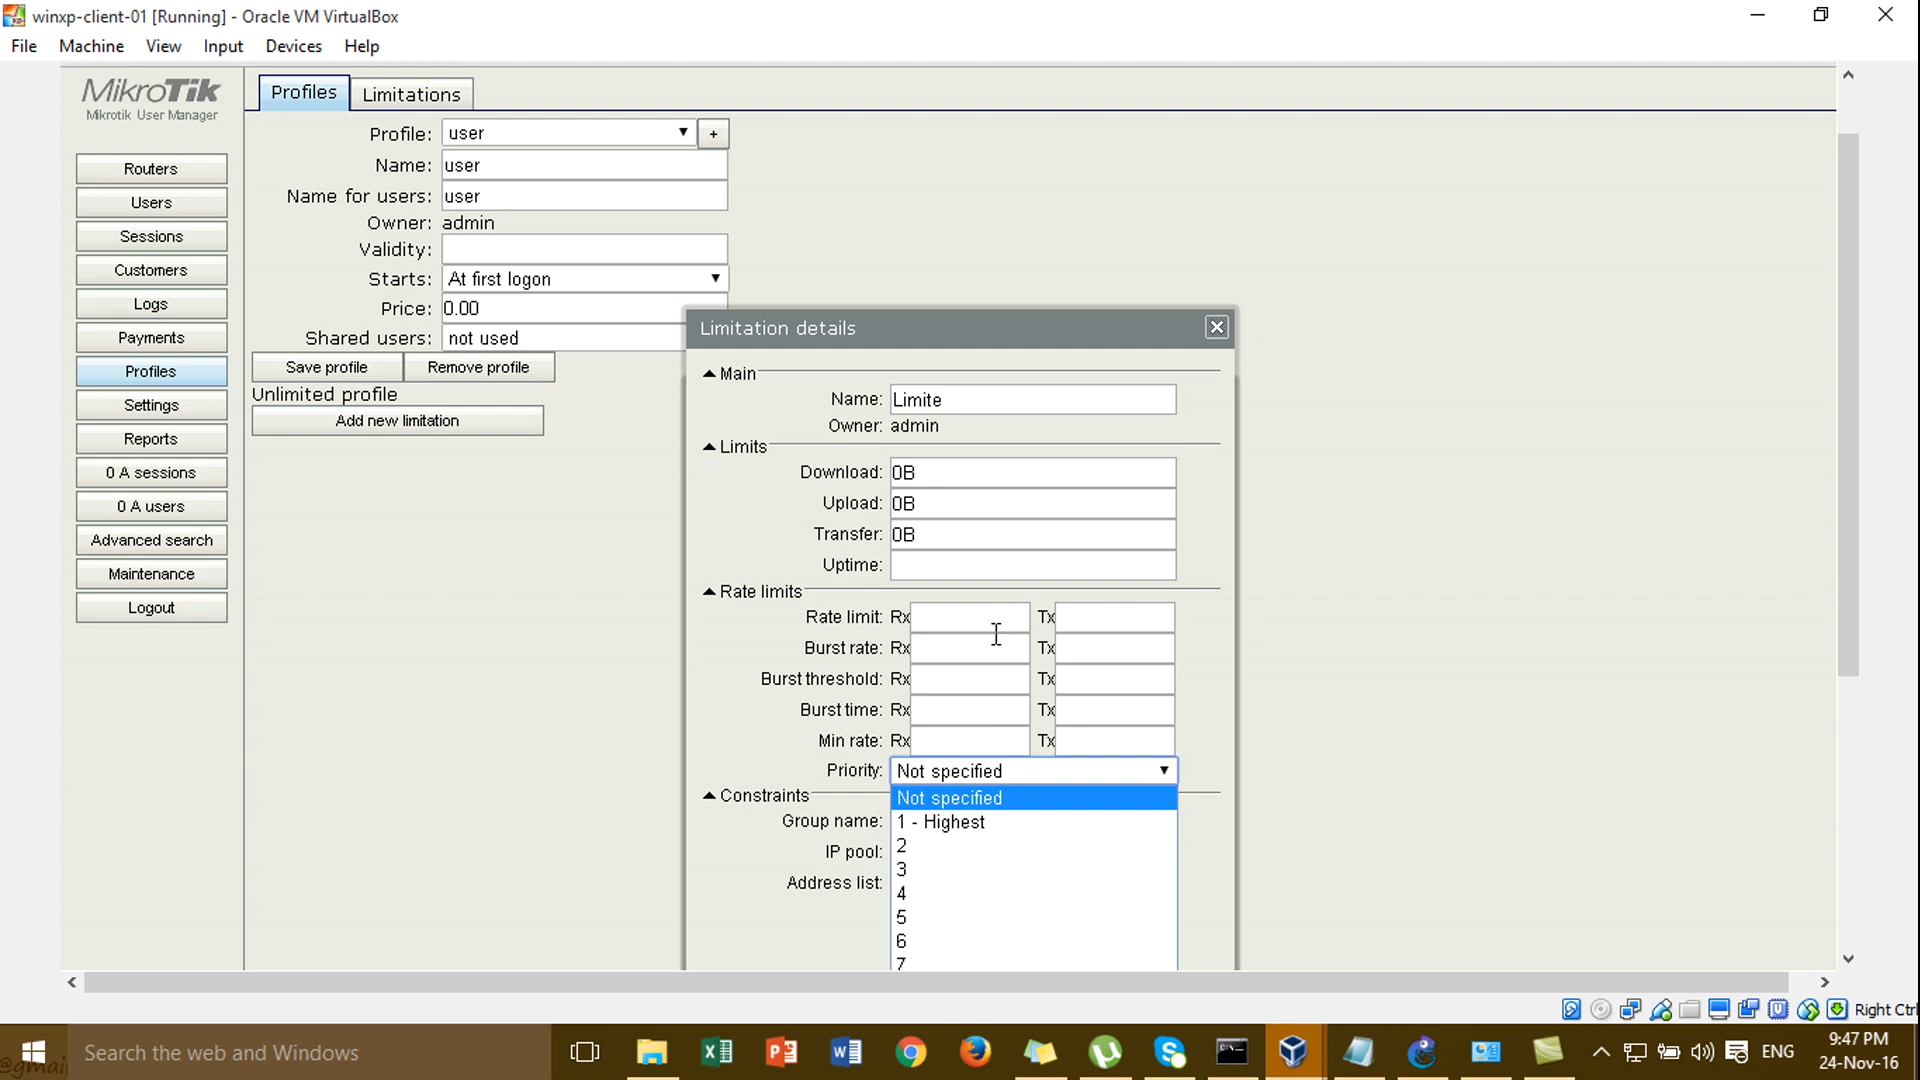 winxp-client-01 [Running] - Oracle VM VirtualBox
File Machine View Input Devices Help
MikroTik
Mikrotik User Manager
Routers
Users
Sessions
Customers
Logs
Payments
Profiles
Settings
Reports
0 A sessions
0 A users
Advanced search
Maintenance
Logout
Profiles Limitations
Profile: user +
Name: user
Name for users: user
Owner: admin
Validity:
Starts: At first logon
Price: 0.00
Shared users: not used
Save profile Remove profile
Unlimited profile
Add new limitation
Limitation details
Main
Name: Limite
Owner: admin
Limits
Download: 0B
Upload: 0B
Transfer: 0B
Uptime:
Rate limits
Rate limit: Rx Tx
Burst rate: Rx Tx
Burst threshold: Rx Tx
Burst time: Rx Tx
Min rate: Rx Tx
Priority: Not specified
Not specified
1 - Highest
2
3
4
5
6
7
Constraints
Group name:
IP pool:
Address list:
Right Ctrl
@gmai
Search the web and Windows
ENG
9:47 PM
24-Nov-16